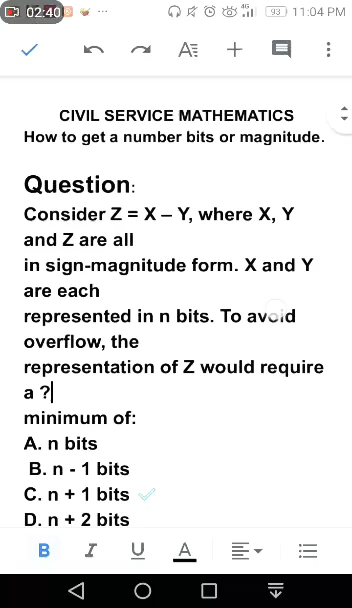 02:40
4G
93
11:04 PM
A
CIVIL SERVICE MATHEMATICS
How to get a number bits or magnitude.
Question:
Consider Z = X – Y, where X, Y
and Z are all
in sign-magnitude form. X and Y
are each
represented in n bits. To avoid
overflow, the
representation of Z would require
a ?
minimum of:
A. n bits
B. n - 1 bits
C. n + 1 bits
D. n + 2 bits
B I U A